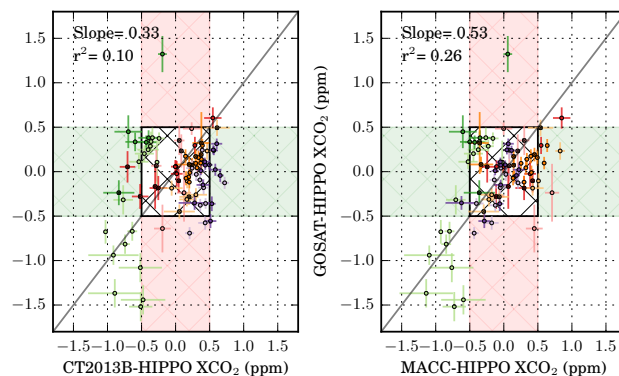 Slope= 0.33
r²= 0.10
1.5
1.0
0.5
0.0
−0.5
−1.0
−1.5
−1.5−1.0−0.5 0.0 0.5 1.0 1.5
CT2013B-HIPPO XCO₂ (ppm)
GOSAT-HIPPO XCO₂ (ppm)
Slope= 0.53
r²= 0.26
1.5
1.0
0.5
0.0
−0.5
−1.0
−1.5
−1.5−1.0−0.5 0.0 0.5 1.0 1.5
MACC-HIPPO XCO₂ (ppm)